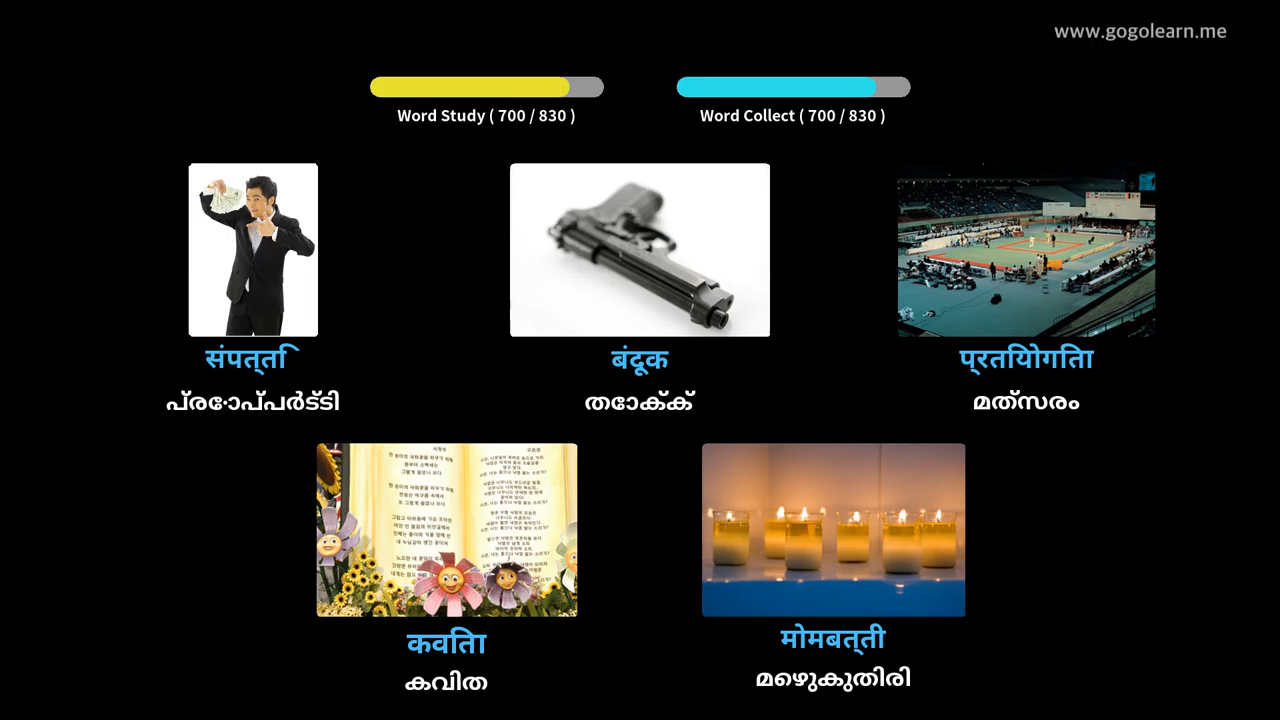 www.gogolearn.me
Word Study ( 700 / 830 )
Word Collect ( 700 / 830 )
संपत्ति
बंदूक
प्रतियोगिता
പ്രോപ്പർട്ടി
തോക്ക്
മത്സരം
कविता
मोमबत्ती
കവിത
മഴെുകുതിരി